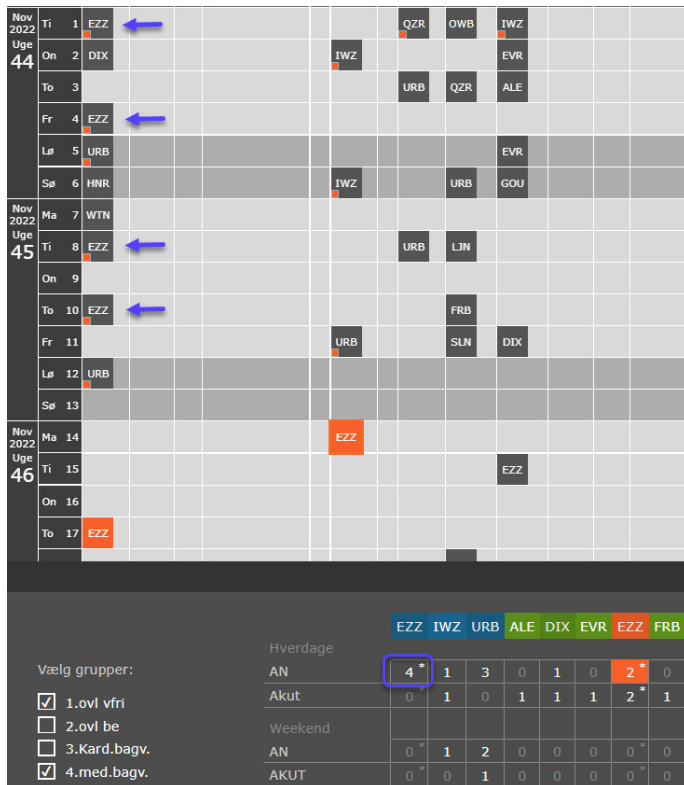 Nov 2022 Uge 44
Ti 1 EZZ QZR OWB IWZ
On 2 DIX IWZ EVR
To 3 URB QZR ALE
Fr 4 EZZ
Lø 5 URB EVR
Sø 6 HNR IWZ URB GOU
Nov 2022 Uge 45
Ma 7 WTN
Ti 8 EZZ URB LJN
On 9
To 10 EZZ FRB
Fr 11 URB SLN DIX
Lø 12 URB
Sø 13
Nov 2022 Uge 46
Ma 14 EZZ
Ti 15 EZZ
On 16
To 17 EZZ
EZZ IWZ URB ALE DIX EVR EZZ FRB
Hverdage
AN 4* 1 3 0 1 0 2* 0
Akut 0* 1 0 1 1 1 2* 1
Weekend
AN 0* 1 2 0 0 0 0* 0
AKUT 0* 0 1 0 0 0 0* 0
Vælg grupper:
1.ovl vfri
2.ovl be
3.Kard.bagv.
4.med.bagv.